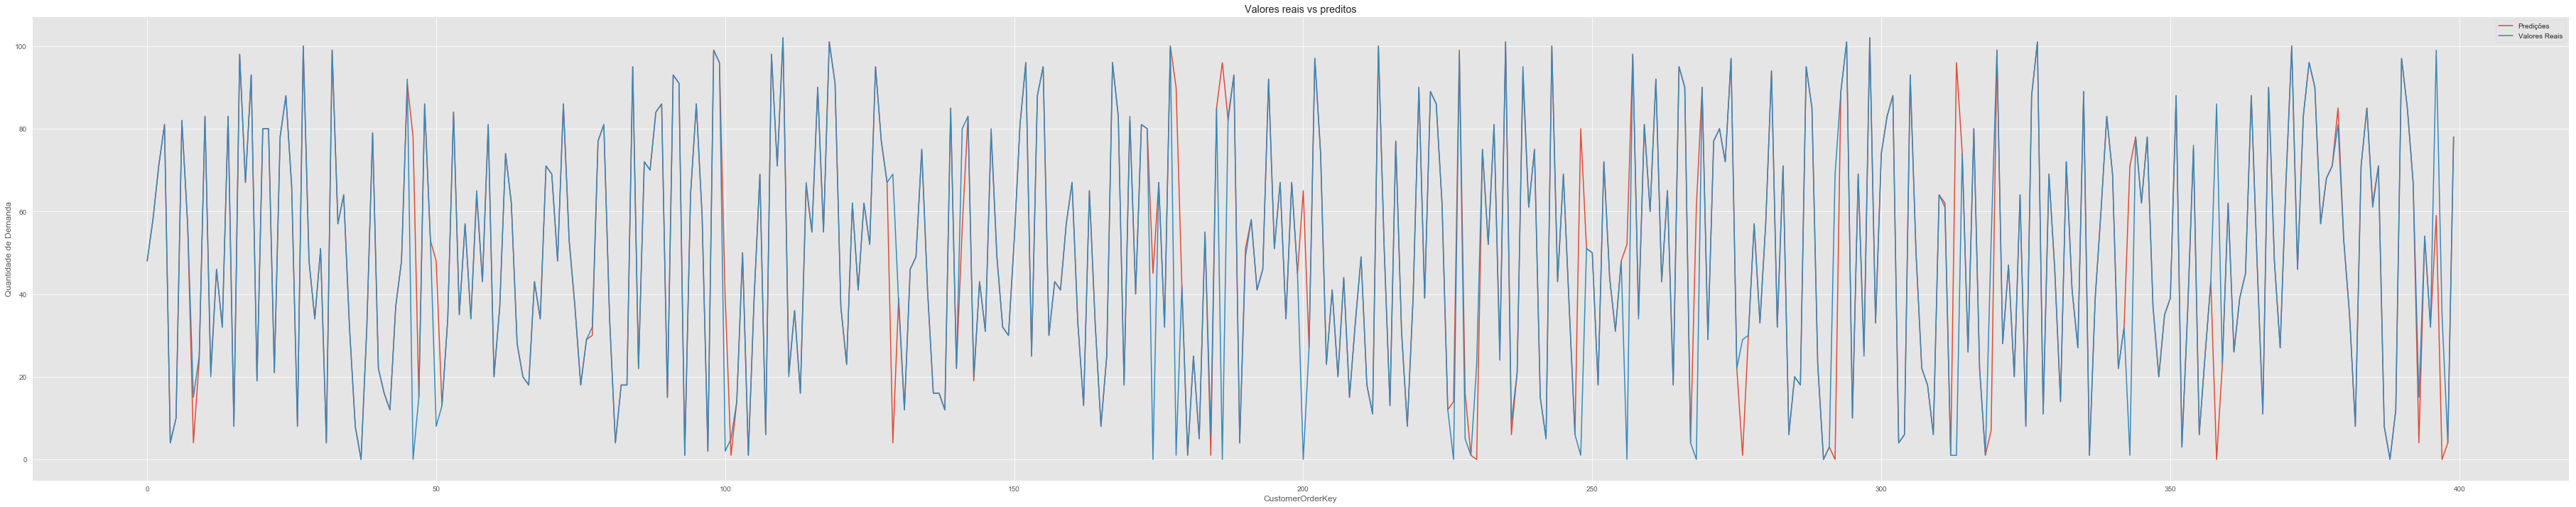 Valores reais vs preditos
Predições
Valores Reais
100
80
60
40
20
0
Quantidade de Demanda
0 50 100 150 200 250 300 350 400
CustomerOrderKey